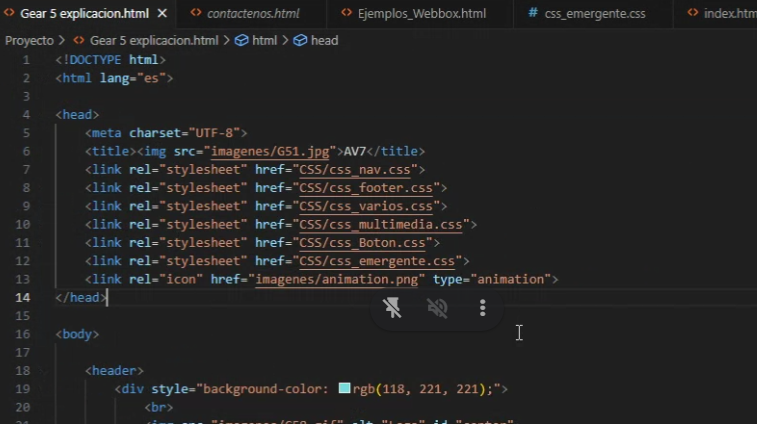 Gear 5 explicacion.html contactenos.html Ejemplos_Webbox.html css_emergente.css index.htm
Proyecto > Gear 5 explicacion.html > html > head
1 <!DOCTYPE html>
2 <html lang="es">
3
4 <head>
5 <meta charset="UTF-8">
6 <title><img src="imagenes/G51.jpg">AV7</title>
7 <link rel="stylesheet" href="CSS/css_nav.css">
8 <link rel="stylesheet" href="CSS/css_footer.css">
9 <link rel="stylesheet" href="CSS/css_varios.css">
10 <link rel="stylesheet" href="CSS/css_multimedia.css">
11 <link rel="stylesheet" href="CSS/css_Boton.css">
12 <link rel="stylesheet" href="CSS/css_emergente.css">
13 <link rel="icon" href="imagenes/animation.png" type="animation">
14 </head>
15
16 <body>
17
18 <header>
19 <div style="background-color: rgb(118, 221, 221);">
20 <br>